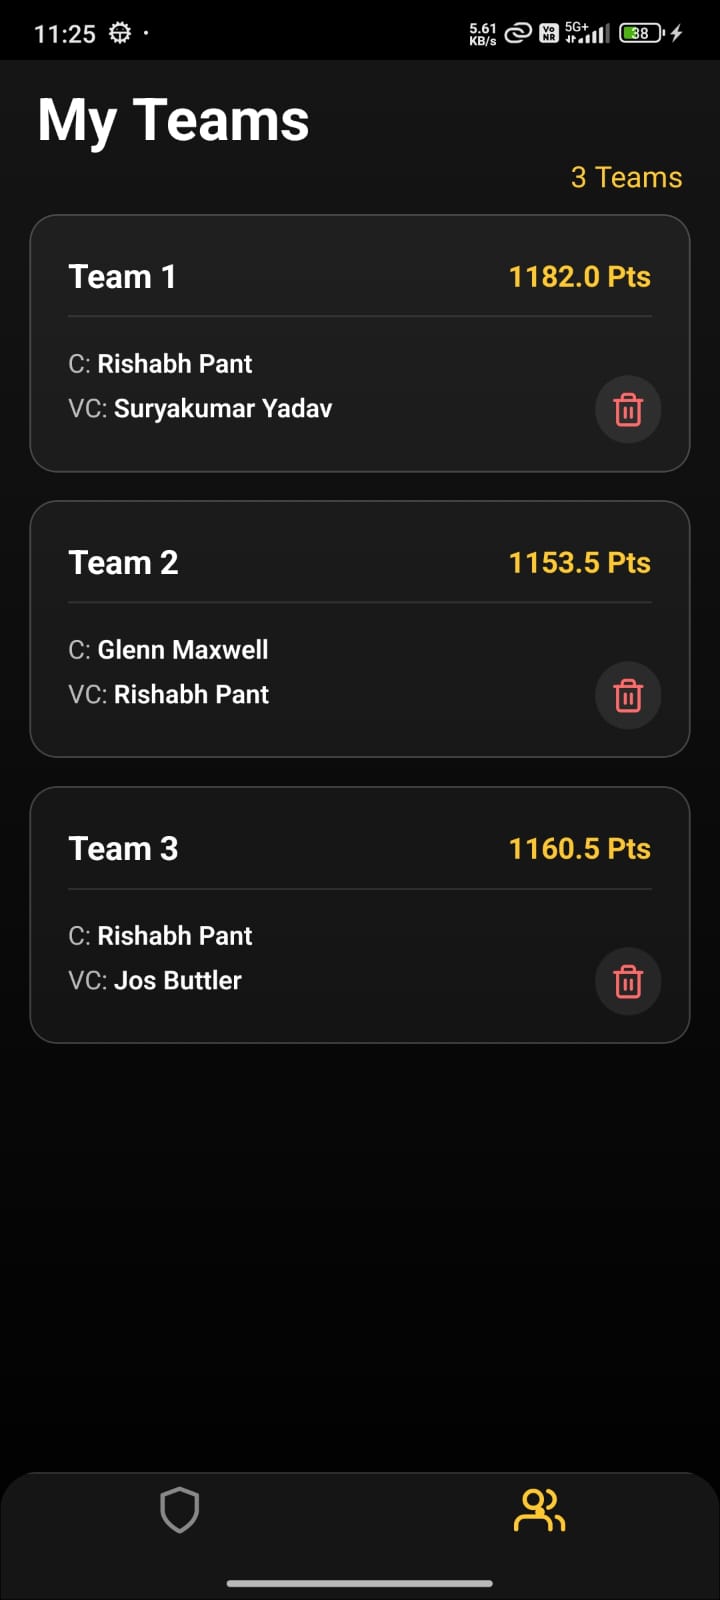 11:25
5.61 KB/s
Vo NR
5G+
38
My Teams
3 Teams
Team 1 1182.0 Pts
C: Rishabh Pant
VC: Suryakumar Yadav
Team 2 1153.5 Pts
C: Glenn Maxwell
VC: Rishabh Pant
Team 3 1160.5 Pts
C: Rishabh Pant
VC: Jos Buttler